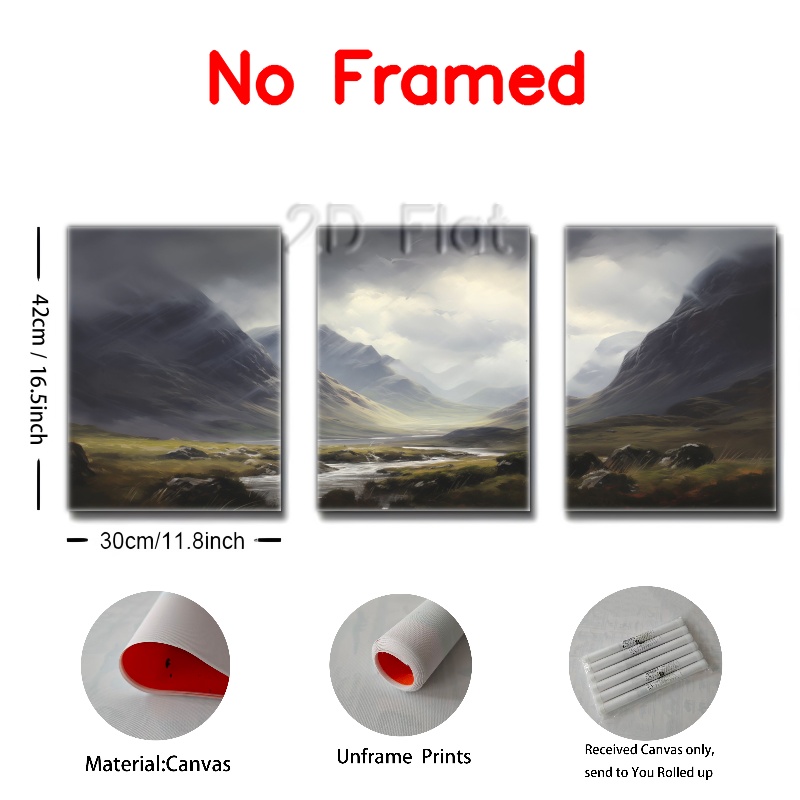 No Framed
2D Flat
42cm / 16.5inch
30cm/11.8inch
Material:Canvas
Unframe Prints
Received Canvas only,
send to You Rolled up